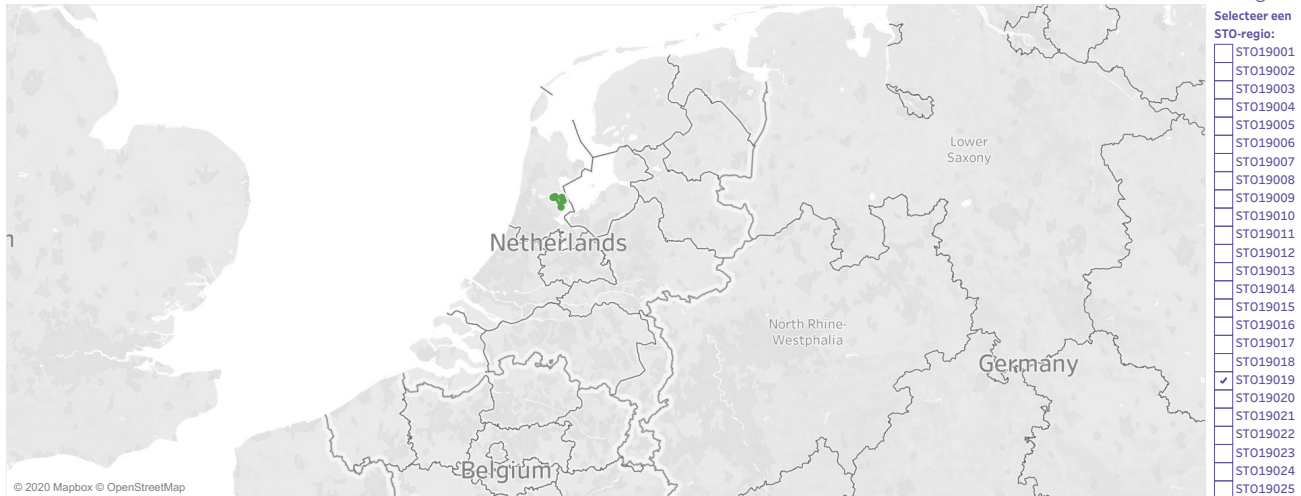 Lower
Saxony
Netherlands
North Rhine-
Westphalia
Germany
Belgium
© 2020 Mapbox © OpenStreetMap
Selecteer een
STO-regio:
STO19001
STO19002
STO19003
STO19004
STO19005
STO19006
STO19007
STO19008
STO19009
STO19010
STO19011
STO19012
STO19013
STO19014
STO19015
STO19016
STO19017
STO19018
STO19019
STO19020
STO19021
STO19022
STO19023
STO19024
STO19025